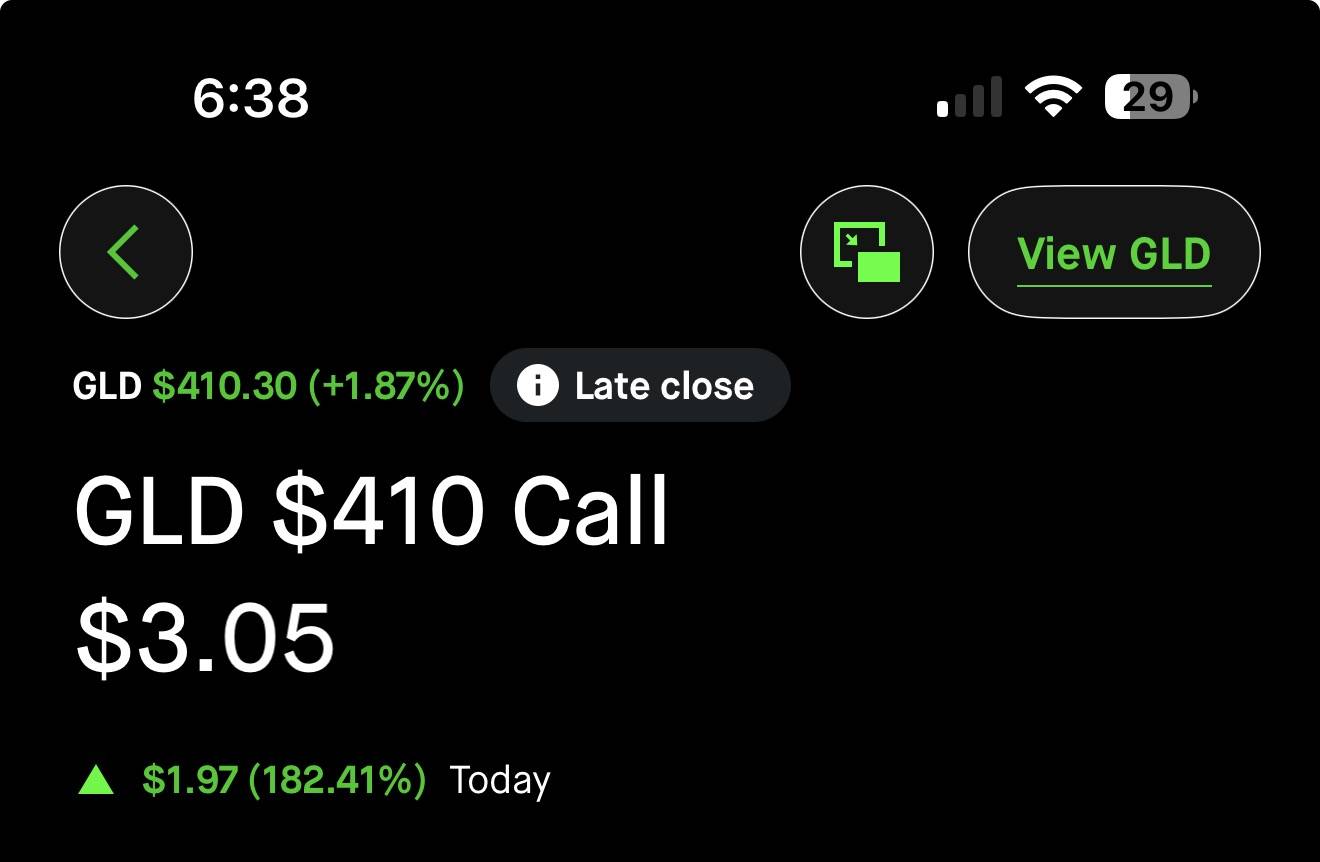 6:38 29
View GLD
GLD $410.30 (+1.87%) Late close
GLD $410 Call
$3.05
$1.97 (182.41%) Today